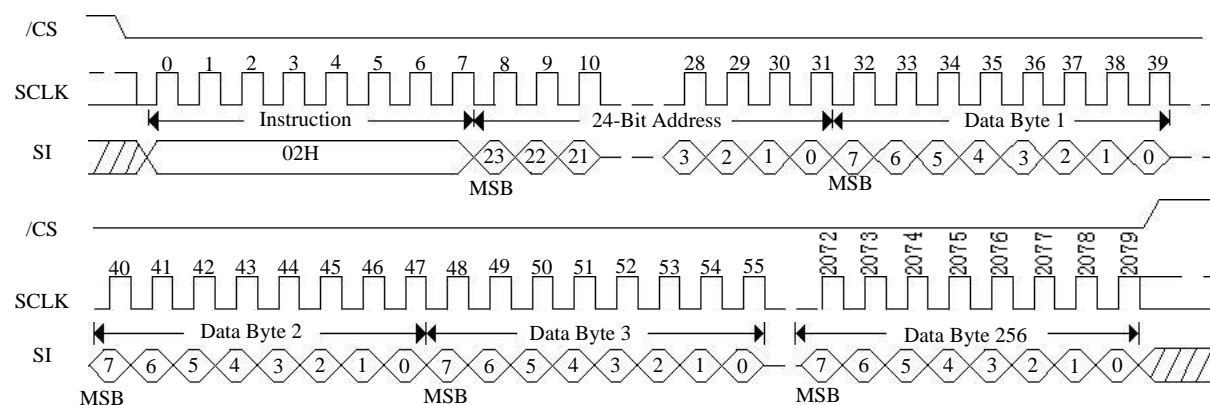 /CS
0 1 2 3 4 5 6 7 8 9 10 28 29 30 31 32 33 34 35 36 37 38 39
SCLK
Instruction 24-Bit Address Data Byte 1
SI 02H 23 22 21 3 2 1 0 7 6 5 4 3 2 1 0
MSB MSB
/CS
40 41 42 43 44 45 46 47 48 49 50 51 52 53 54 55 2072 2073 2074 2075 2076 2077 2078 2079
SCLK
Data Byte 2 Data Byte 3 Data Byte 256
SI 7 6 5 4 3 2 1 0 7 6 5 4 3 2 1 0 7 6 5 4 3 2 1 0
MSB MSB MSB